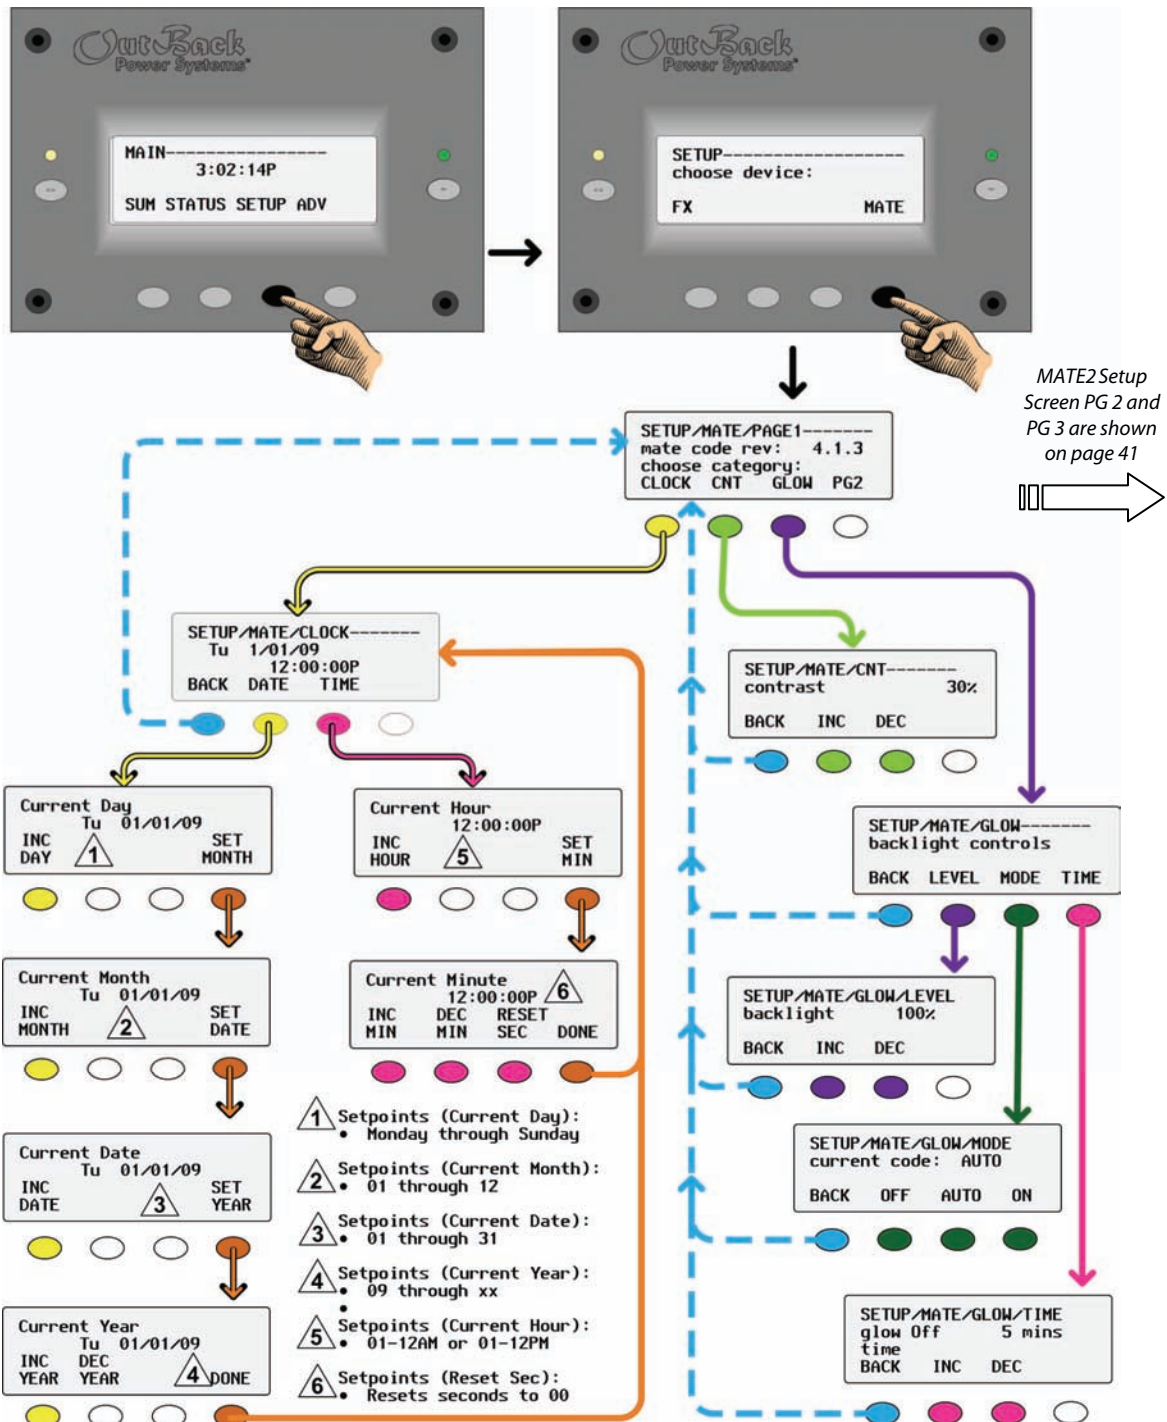 OutBack
Power Systems
MAIN-----------------
3:02:14P
SUM STATUS SETUP ADV
OutBack
Power Systems
SETUP-------------------
choose device:
FX MATE
MATE2 Setup
Screen PG 2 and
PG 3 are shown
on page 41
SETUP/MATE/PAGE1-------
mate code rev: 4.1.3
choose category:
CLOCK CNT GLOW PG2
SETUP/MATE/CLOCK-------
Tu 1/01/09
12:00:00P
BACK DATE TIME
SETUP/MATE/CNT-------
contrast 30%
BACK INC DEC
Current Day
Tu 01/01/09
INC SET
DAY 1 MONTH
Current Hour
12:00:00P
INC SET
HOUR 5 MIN
SETUP/MATE/GLOW-------
backlight controls
BACK LEVEL MODE TIME
Current Month
Tu 01/01/09
INC SET
MONTH 2 DATE
Current Minute
12:00:00P 6
INC DEC RESET
MIN MIN SEC DONE
SETUP/MATE/GLOW/LEVEL
backlight 100%
BACK INC DEC
Current Date
Tu 01/01/09
INC SET
DATE 3 YEAR
1 Setpoints (Current Day):
• Monday through Sunday
2 Setpoints (Current Month):
• 01 through 12
3 Setpoints (Current Date):
• 01 through 31
4 Setpoints (Current Year):
• 09 through xx
•
5 Setpoints (Current Hour):
• 01-12AM or 01-12PM
6 Setpoints (Reset Sec):
• Resets seconds to 00
SETUP/MATE/GLOW/MODE
current code: AUTO
BACK OFF AUTO ON
Current Year
Tu 01/01/09
INC DEC
YEAR YEAR 4 DONE
SETUP/MATE/GLOW/TIME
glow Off 5 mins
time
BACK INC DEC